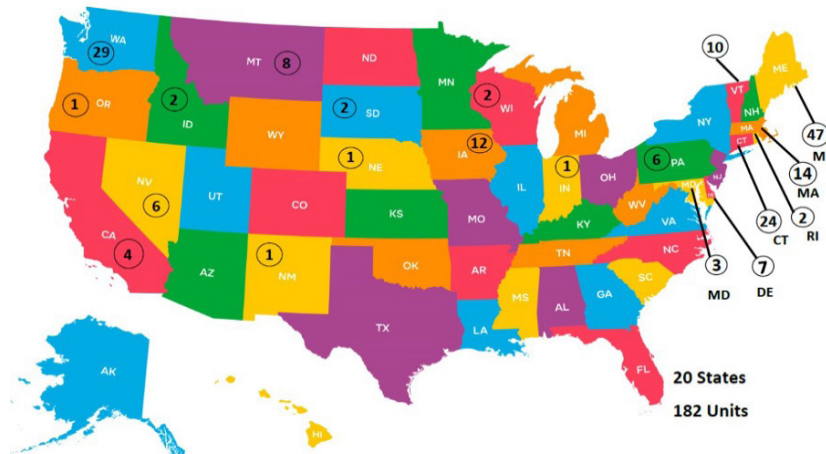 WA
29
MT
8
ND
MN
10
VT
ME
NH
OR
1
ID
2
SD
2
WI
2
MI
NY
MA
CT
47
M
WY
IA
12
NE
1
IN
1
OH
PA
6
NJ
14
MA
NV
6
UT
CO
KS
MO
IL
KY
WV
MD
VA
24
CT
2
RI
CA
4
AZ
NM
1
OK
AR
TN
NC
3
MD
7
DE
TX
LA
MS
AL
GA
SC
FL
AK
HI
20 States
182 Units